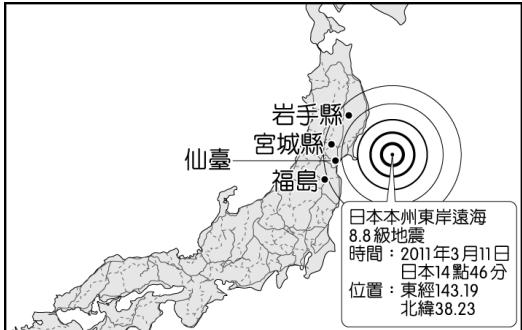 岩手縣
宮城縣
仙臺
福島
日本本州東岸遠海
8.8級地震
時間：2011年3月11日
日本14點46分
位置：東經143.19
北緯38.23